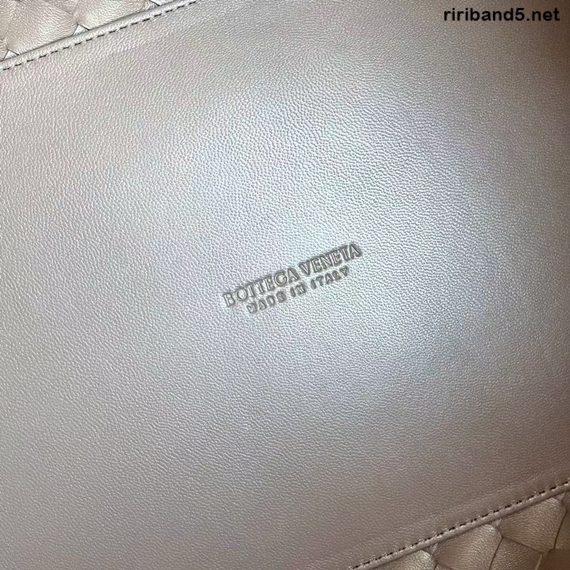 ririband5.net
BOTTEGA VENETA
MADE IN ITALY